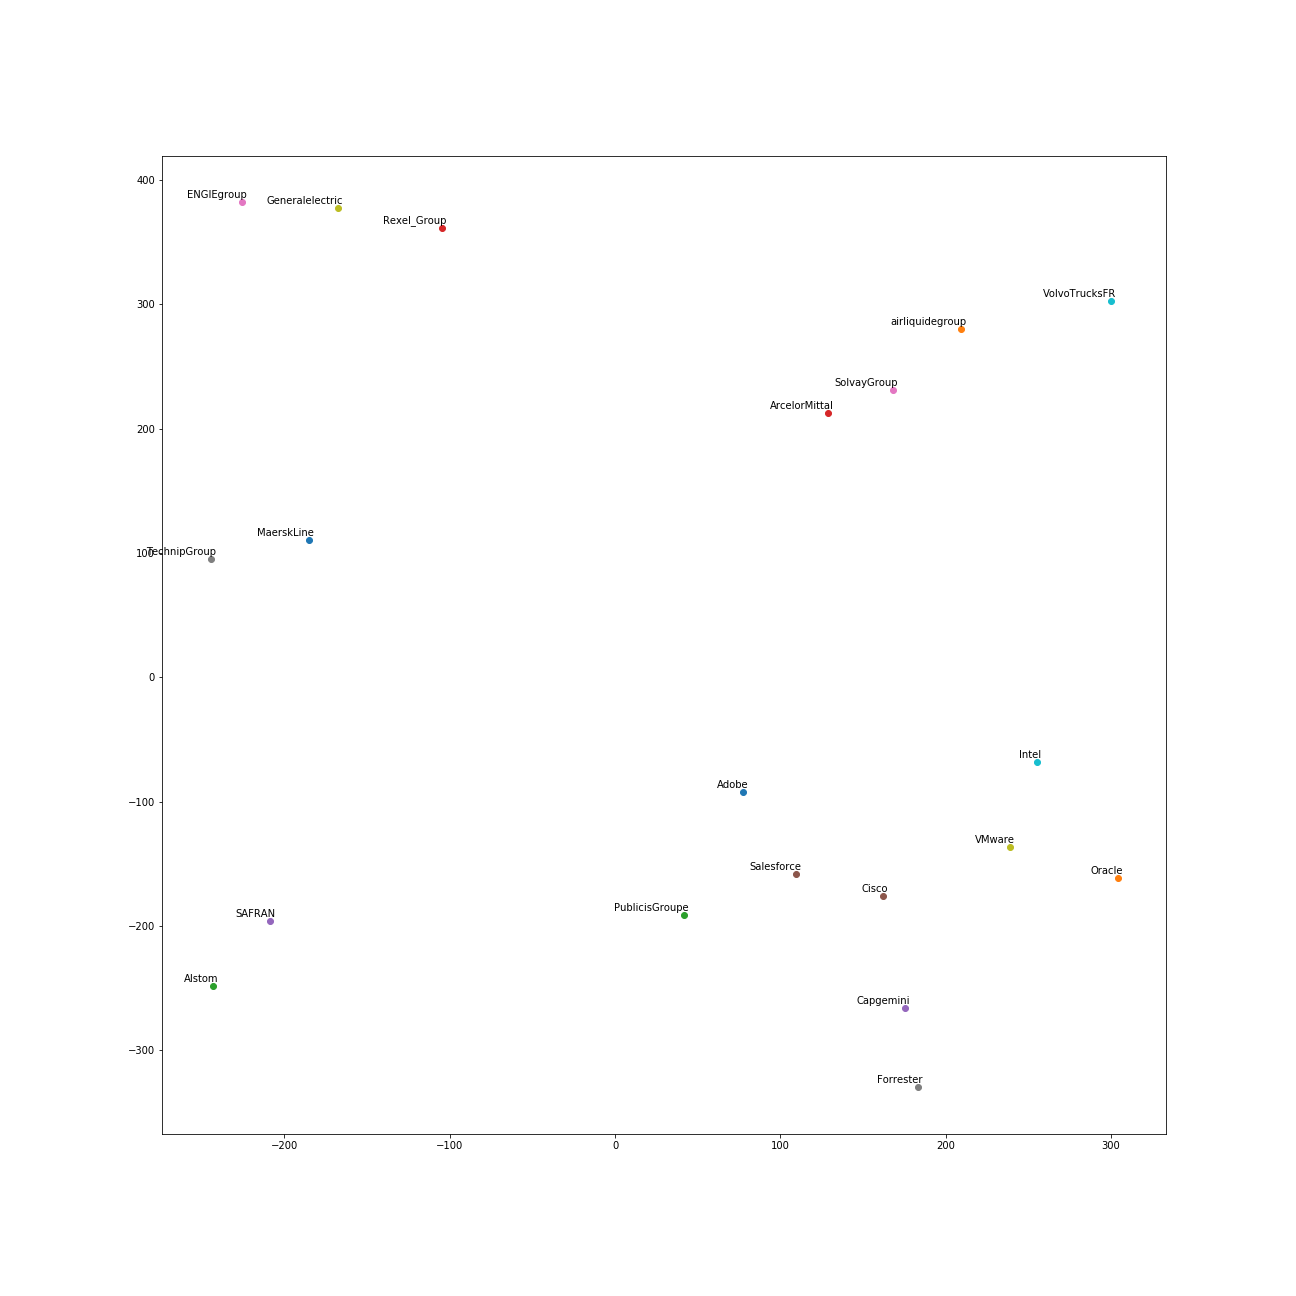 400
ENGIEgroup
Generalelectric
Rexel_Group
300
VolvoTrucksFR
airliquidegroup
SolvayGroup
ArcelorMittal
200
MaerskLine
100
TechnipGroup
0
Intel
Adobe
−100
VMware
Salesforce
Oracle
Cisco
PublicisGroupe
SAFRAN
−200
Alstom
Capgemini
−300
Forrester
−200 −100 0 100 200 300